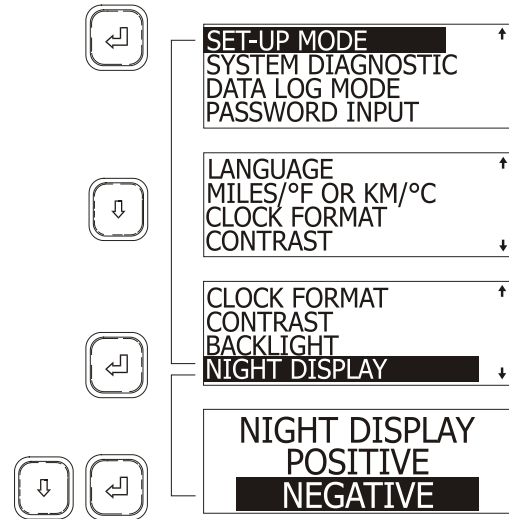 SET-UP MODE
SYSTEM DIAGNOSTIC
DATA LOG MODE
PASSWORD INPUT
LANGUAGE
MILES/°F OR KM/°C
CLOCK FORMAT
CONTRAST
CLOCK FORMAT
CONTRAST
BACKLIGHT
NIGHT DISPLAY
NIGHT DISPLAY
POSITIVE
NEGATIVE